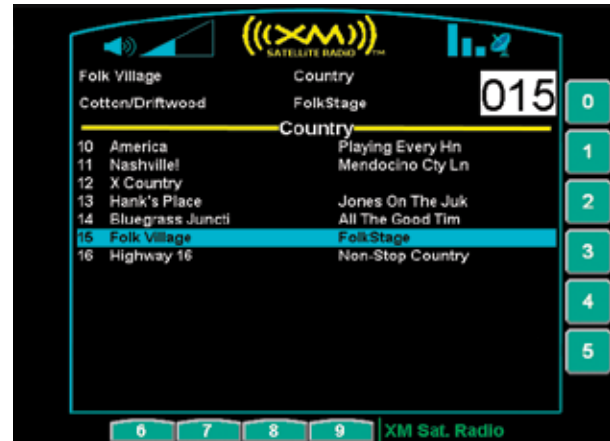 ((XM))
SATELLITE RADIO TM
Folk Village Country
015
Cotton/Driftwood FolkStage
Country
10 America Playing Every Hn
11 Nashville! Mendocino Cty Ln
12 X Country
13 Hank's Place Jones On The Juk
14 Bluegrass Juncti All The Good Tim
15 Folk Village FolkStage
16 Highway 16 Non-Stop Country
0
1
2
3
4
5
6 7 8 9 XM Sat. Radio